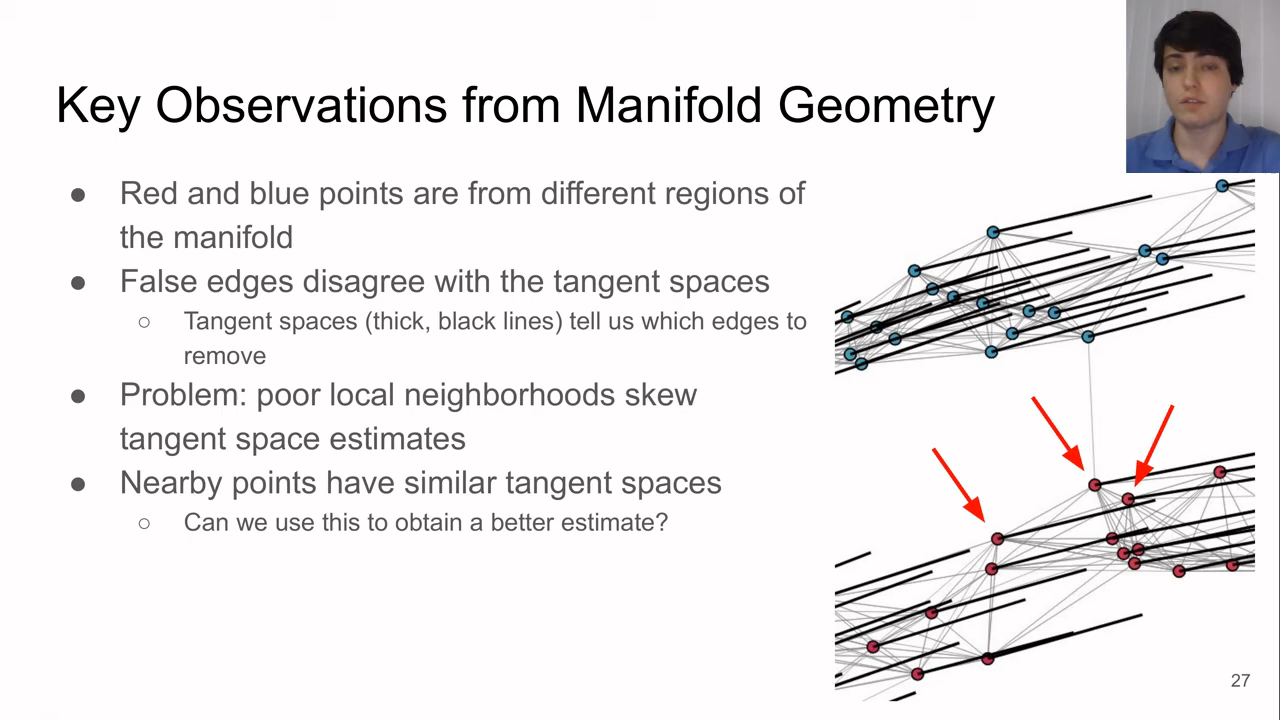 Key Observations from Manifold Geometry
● Red and blue points are from different regions of
the manifold
● False edges disagree with the tangent spaces
○ Tangent spaces (thick, black lines) tell us which edges to
remove
● Problem: poor local neighborhoods skew
tangent space estimates
● Nearby points have similar tangent spaces
○ Can we use this to obtain a better estimate?
27